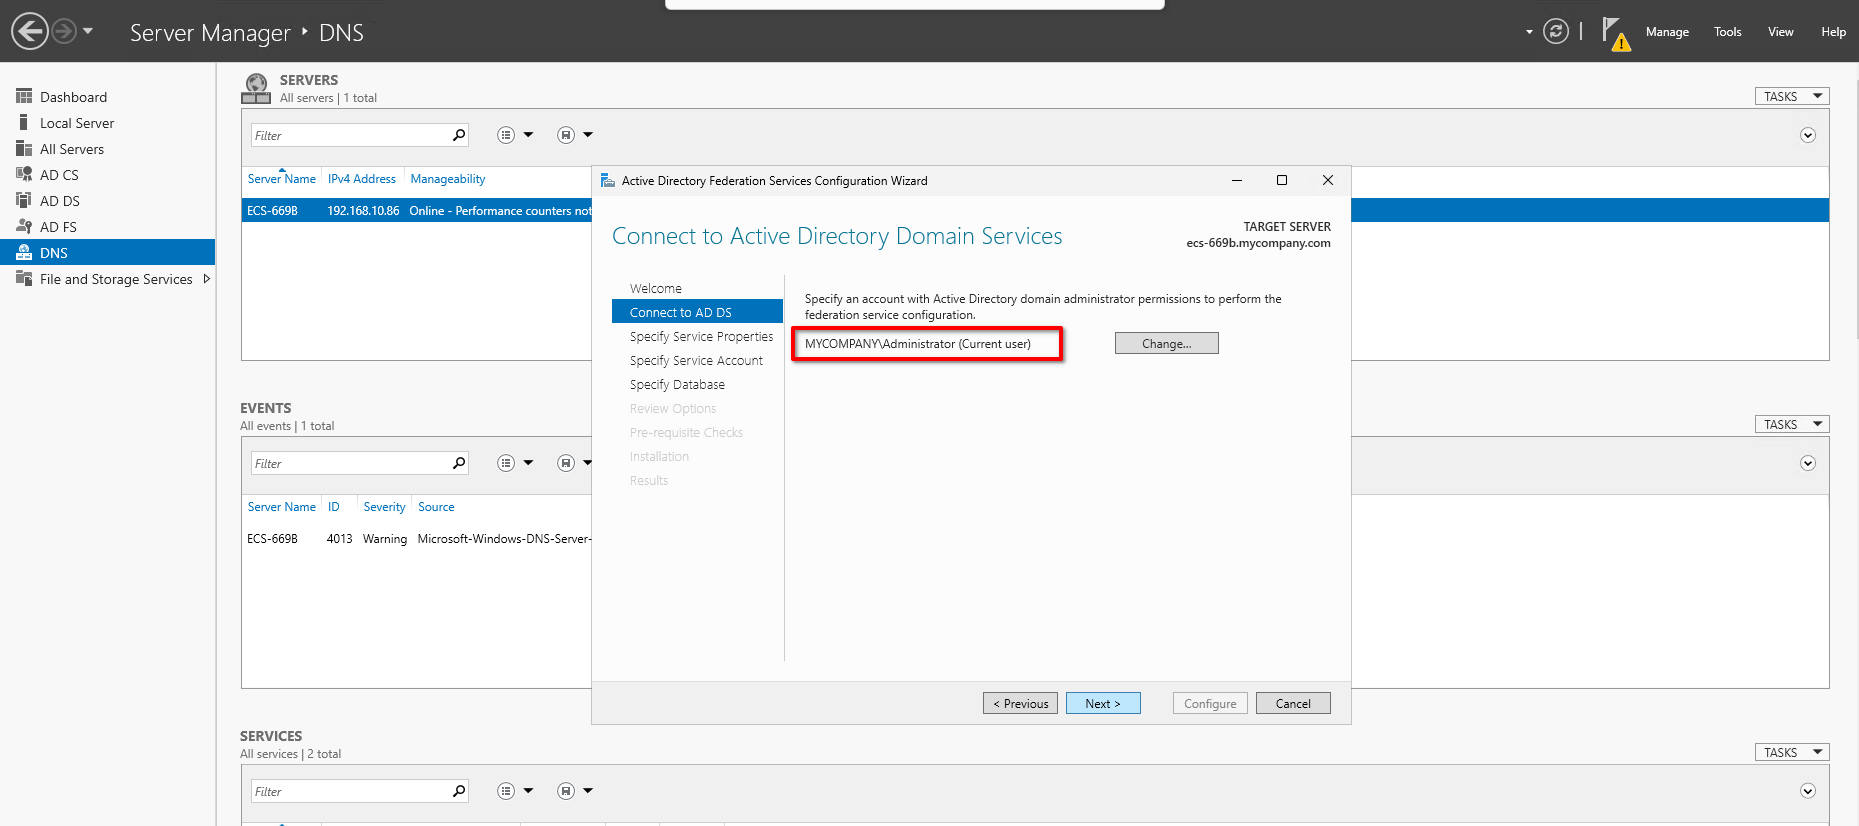 Server Manager ‣ DNS
Manage Tools View Help
Dashboard
Local Server
All Servers
AD CS
AD DS
AD FS
DNS
File and Storage Services
SERVERS
All servers | 1 total
TASKS
Filter
Server Name IPv4 Address Manageability
ECS-669B 192.168.10.86 Online - Performance counters not
EVENTS
All events | 1 total
TASKS
Filter
Server Name ID Severity Source
ECS-669B 4013 Warning Microsoft-Windows-DNS-Server-
SERVICES
All services | 2 total
TASKS
Filter
Active Directory Federation Services Configuration Wizard
Connect to Active Directory Domain Services
TARGET SERVER
ecs-669b.mycompany.com
Welcome
Connect to AD DS
Specify Service Properties
Specify Service Account
Specify Database
Review Options
Pre-requisite Checks
Installation
Results
Specify an account with Active Directory domain administrator permissions to perform the
federation service configuration.
MYCOMPANY\Administrator (Current user)
Change...
< Previous Next > Configure Cancel